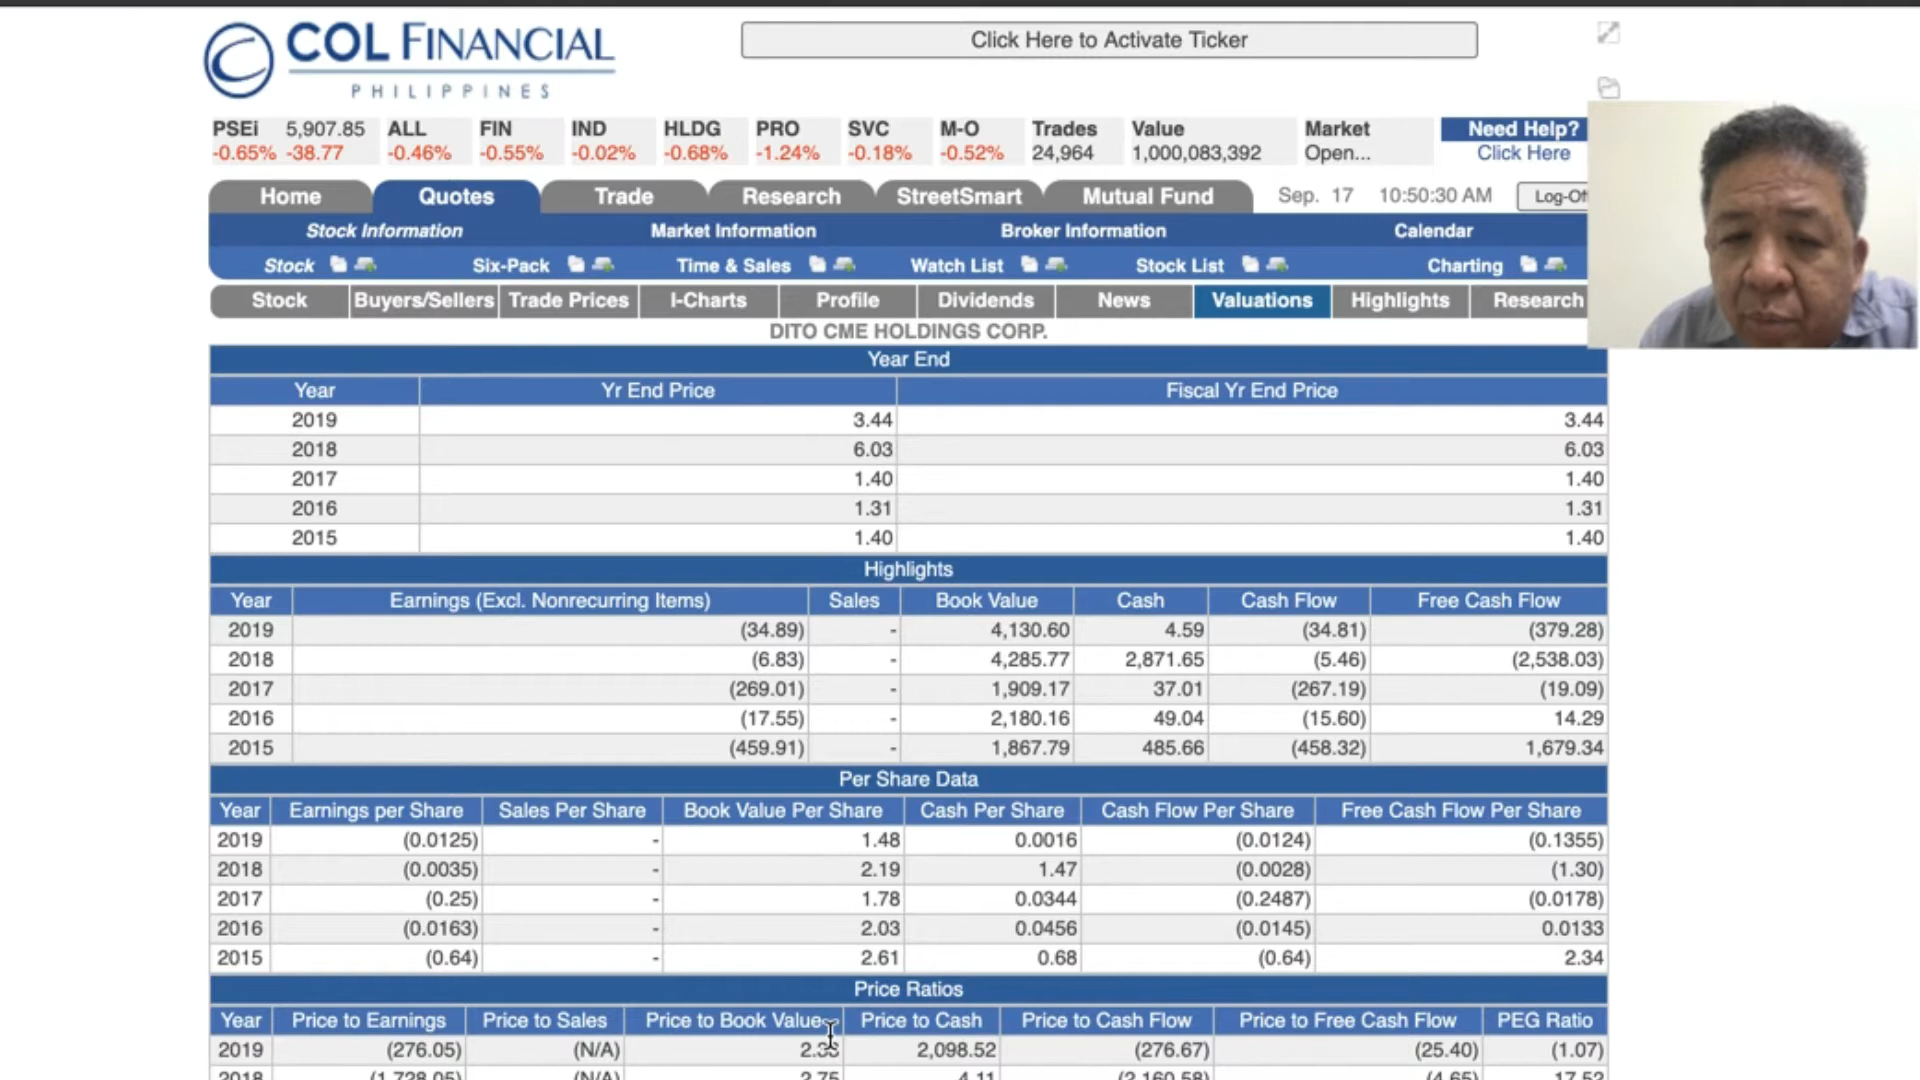 COL FINANCIAL
PHILIPPINES
Click Here to Activate Ticker
PSEi 5,907.85 ALL FIN IND HLDG PRO SVC M-O Trades Value Market Need Help?
-0.65% -38.77 -0.46% -0.55% -0.02% -0.68% -1.24% -0.18% -0.52% 24,964 1,000,083,392 Open... Click Here
Home Quotes Trade Research StreetSmart Mutual Fund Sep. 17 10:50:30 AM Log-Of
Stock Information Market Information Broker Information Calendar
Stock Six-Pack Time & Sales Watch List Stock List Charting
Stock Buyers/Sellers Trade Prices I-Charts Profile Dividends News Valuations Highlights Research
DITO CME HOLDINGS CORP.
Year End
Year Yr End Price Fiscal Yr End Price
2019 3.44 3.44
2018 6.03 6.03
2017 1.40 1.40
2016 1.31 1.31
2015 1.40 1.40
Highlights
Year Earnings (Excl. Nonrecurring Items) Sales Book Value Cash Cash Flow Free Cash Flow
2019 (34.89) - 4,130.60 4.59 (34.81) (379.28)
2018 (6.83) - 4,285.77 2,871.65 (5.46) (2,538.03)
2017 (269.01) - 1,909.17 37.01 (267.19) (19.09)
2016 (17.55) - 2,180.16 49.04 (15.60) 14.29
2015 (459.91) - 1,867.79 485.66 (458.32) 1,679.34
Per Share Data
Year Earnings per Share Sales Per Share Book Value Per Share Cash Per Share Cash Flow Per Share Free Cash Flow Per Share
2019 (0.0125) - 1.48 0.0016 (0.0124) (0.1355)
2018 (0.0035) - 2.19 1.47 (0.0028) (1.30)
2017 (0.25) - 1.78 0.0344 (0.2487) (0.0178)
2016 (0.0163) - 2.03 0.0456 (0.0145) 0.0133
2015 (0.64) - 2.61 0.68 (0.64) 2.34
Price Ratios
Year Price to Earnings Price to Sales Price to Book Value Price to Cash Price to Cash Flow Price to Free Cash Flow PEG Ratio
2019 (276.05) (N/A) 2,098.52 (276.67) (25.40) (1.07)
2018 (1,728.05) (N/A) 2.75 4.11 (2,160.58) (4.65) 17.52